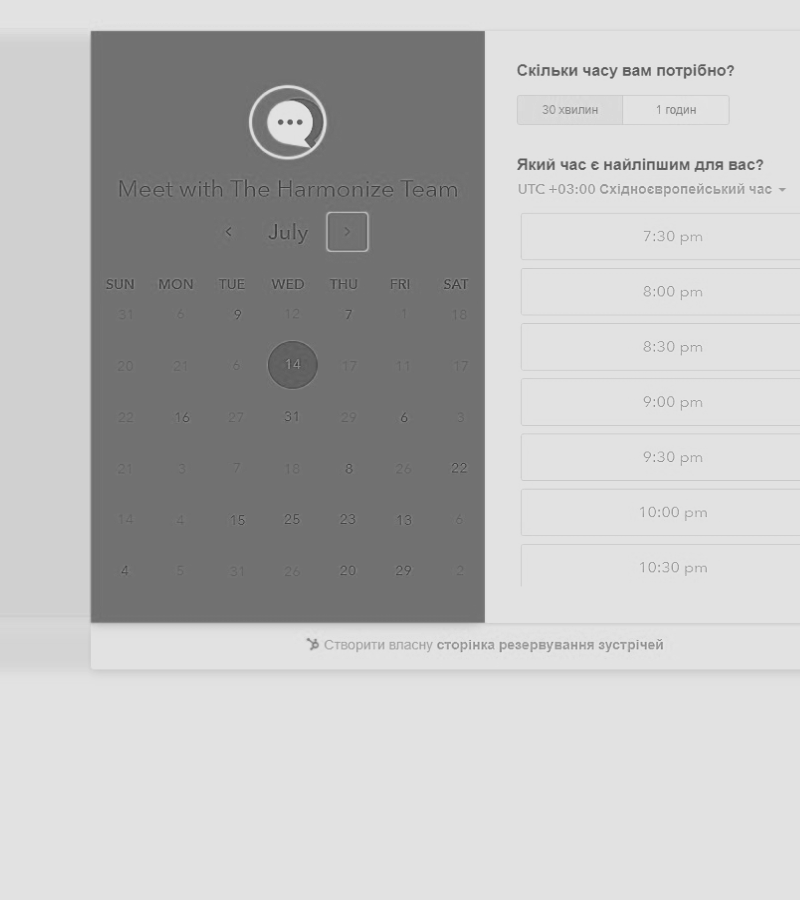 Meet with The Harmonize Team
July
SUN MON TUE WED THU FRI SAT
31 6 9 12 7 1 18
20 21 6 14 17 11 17
22 16 27 31 29 6 3
21 3 7 18 8 26 22
14 4 15 25 23 13 6
4 5 31 26 20 29 2
Скільки часу вам потрібно?
30 хвилин 1 годин
Який час є найліпшим для вас?
UTC +03:00 Східноєвропейський час
7:30 pm
8:00 pm
8:30 pm
9:00 pm
9:30 pm
10:00 pm
10:30 pm
Створити власну сторінка резервування зустрічей